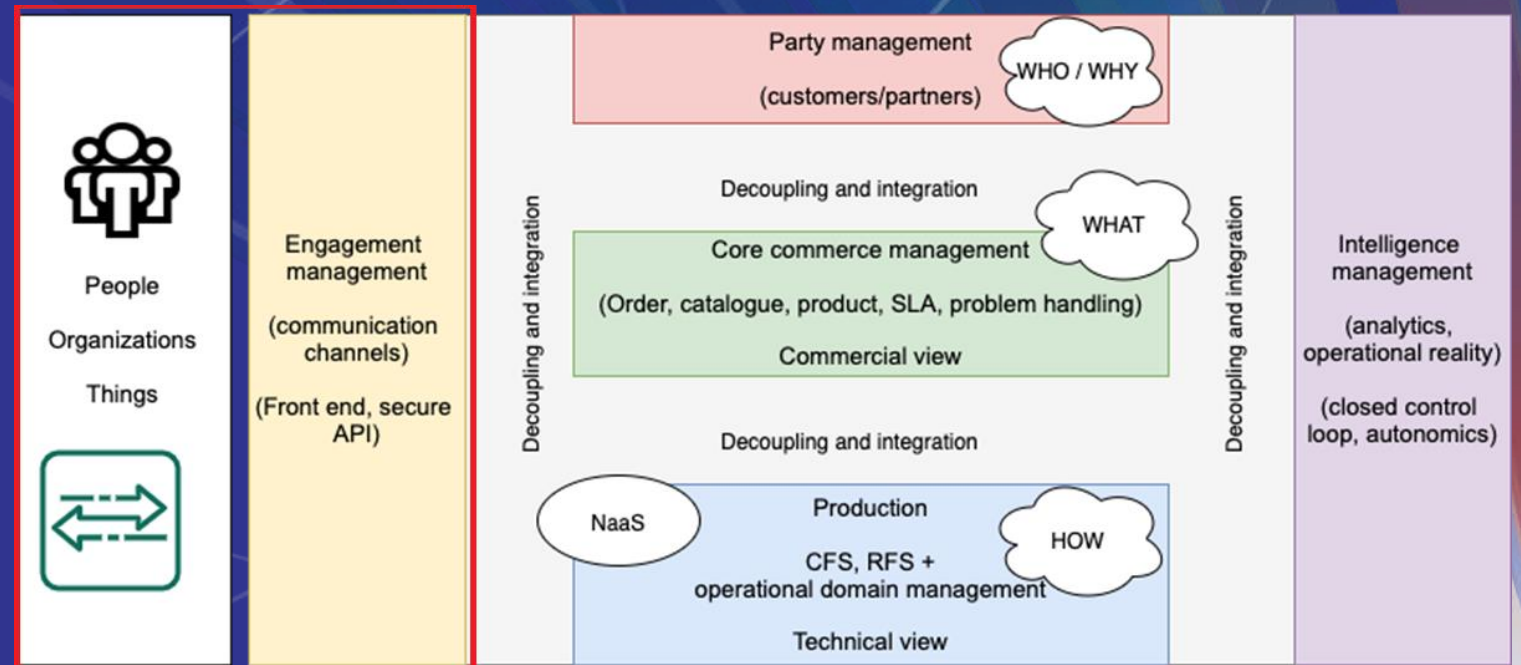 People
Organizations
Things
Engagement
management
(communication
channels)
(Front end, secure
API)
Decoupling and integration
Party management
(customers/partners)
WHO / WHY
Decoupling and integration
WHAT
Core commerce management
(Order, catalogue, product, SLA, problem handling)
Commercial view
Decoupling and integration
NaaS
Production
CFS, RFS +
operational domain management
Technical view
HOW
Decoupling and integration
Intelligence
management
(analytics,
operational reality)
(closed control
loop, autonomics)